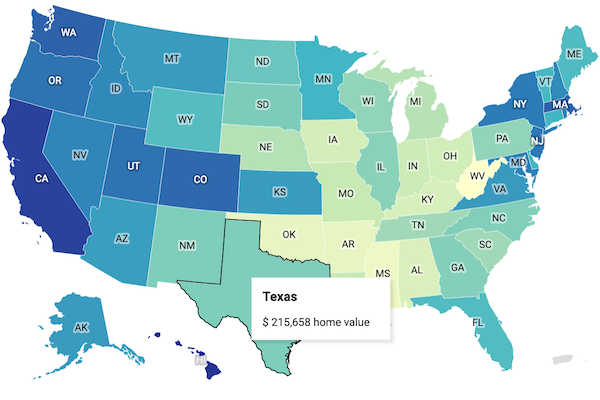 WA
ME
MT
ND
VT
MN
OR
ID
WI
NY
MA
SD
MI
WY
PA
IA
NJ
NE
OH
NV
IL
IN
MD
UT
CO
WV
CA
KS
MO
VA
KY
NC
TN
AZ
OK
NM
AR
SC
MS
AL
GA
Texas
$ 215,658 home value
FL
AK
HI